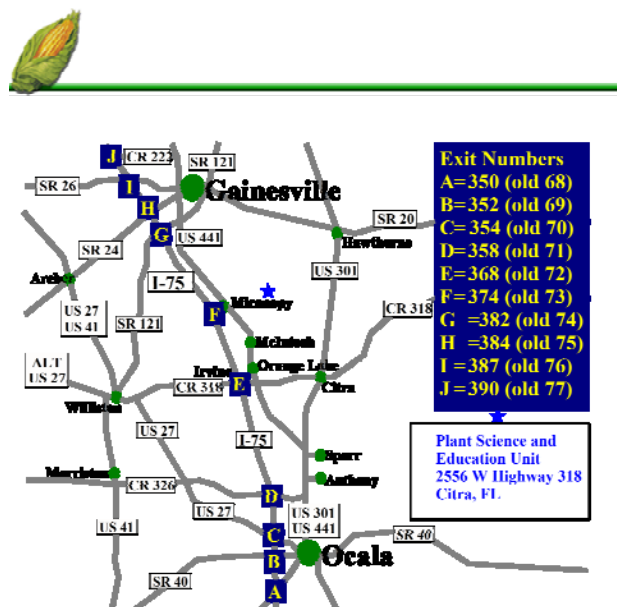 J
CR 222
SR 121
SR 26
I
Gainesville
H
SR 20
G
US 441
Hawthorne
SR 24
US 301
Archer
I-75
Micanopy
US 27
US 41
F
CR 318
SR 121
McIntosh
ALT
US 27
Orange Lake
Irvine
E
CR 318
Citra
Williston
US 27
I-75
Sparr
Morriston
Anthony
CR 326
D
US 27
US 301
US 441
US 41
C
SR 40
Ocala
B
SR 40
A
Exit Numbers
A=350 (old 68)
B=352 (old 69)
C=354 (old 70)
D=358 (old 71)
E=368 (old 72)
F=374 (old 73)
G =382 (old 74)
H =384 (old 75)
I =387 (old 76)
J =390 (old 77)
Plant Science and
Education Unit
2556 W Highway 318
Citra, FL